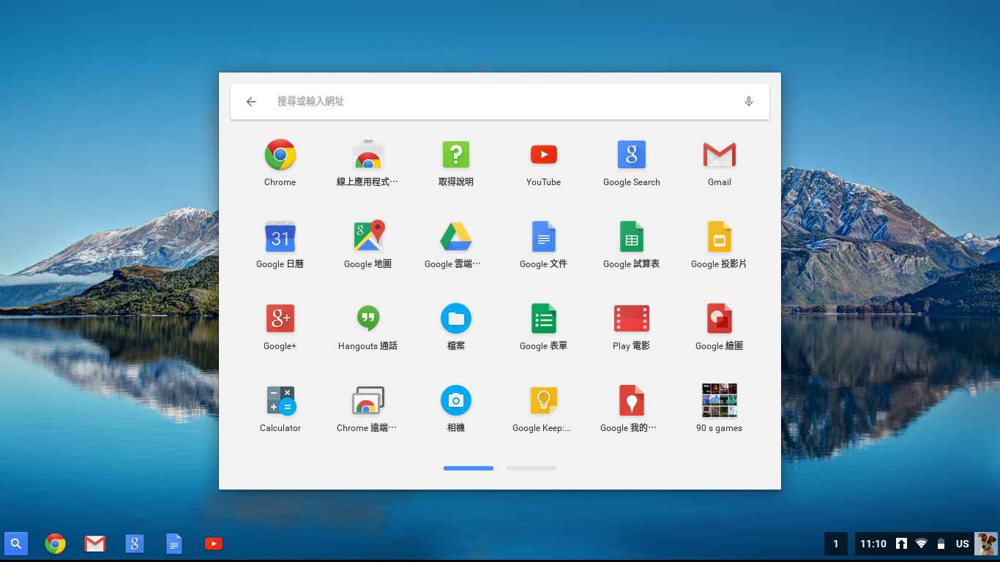 搜尋或輸入網址
Chrome
線上應用程式⋯
取得說明
YouTube
Google Search
Gmail
31
Google 日曆
Google 地圖
Google 雲端⋯
Google 文件
Google 試算表
Google 投影片
Google+
Hangouts 通話
檔案
Google 表單
Play 電影
Google 繪圖
Calculator
Chrome 遠端⋯
相機
Google Keep:...
Google 我的⋯
90 s games
1
11:10
US